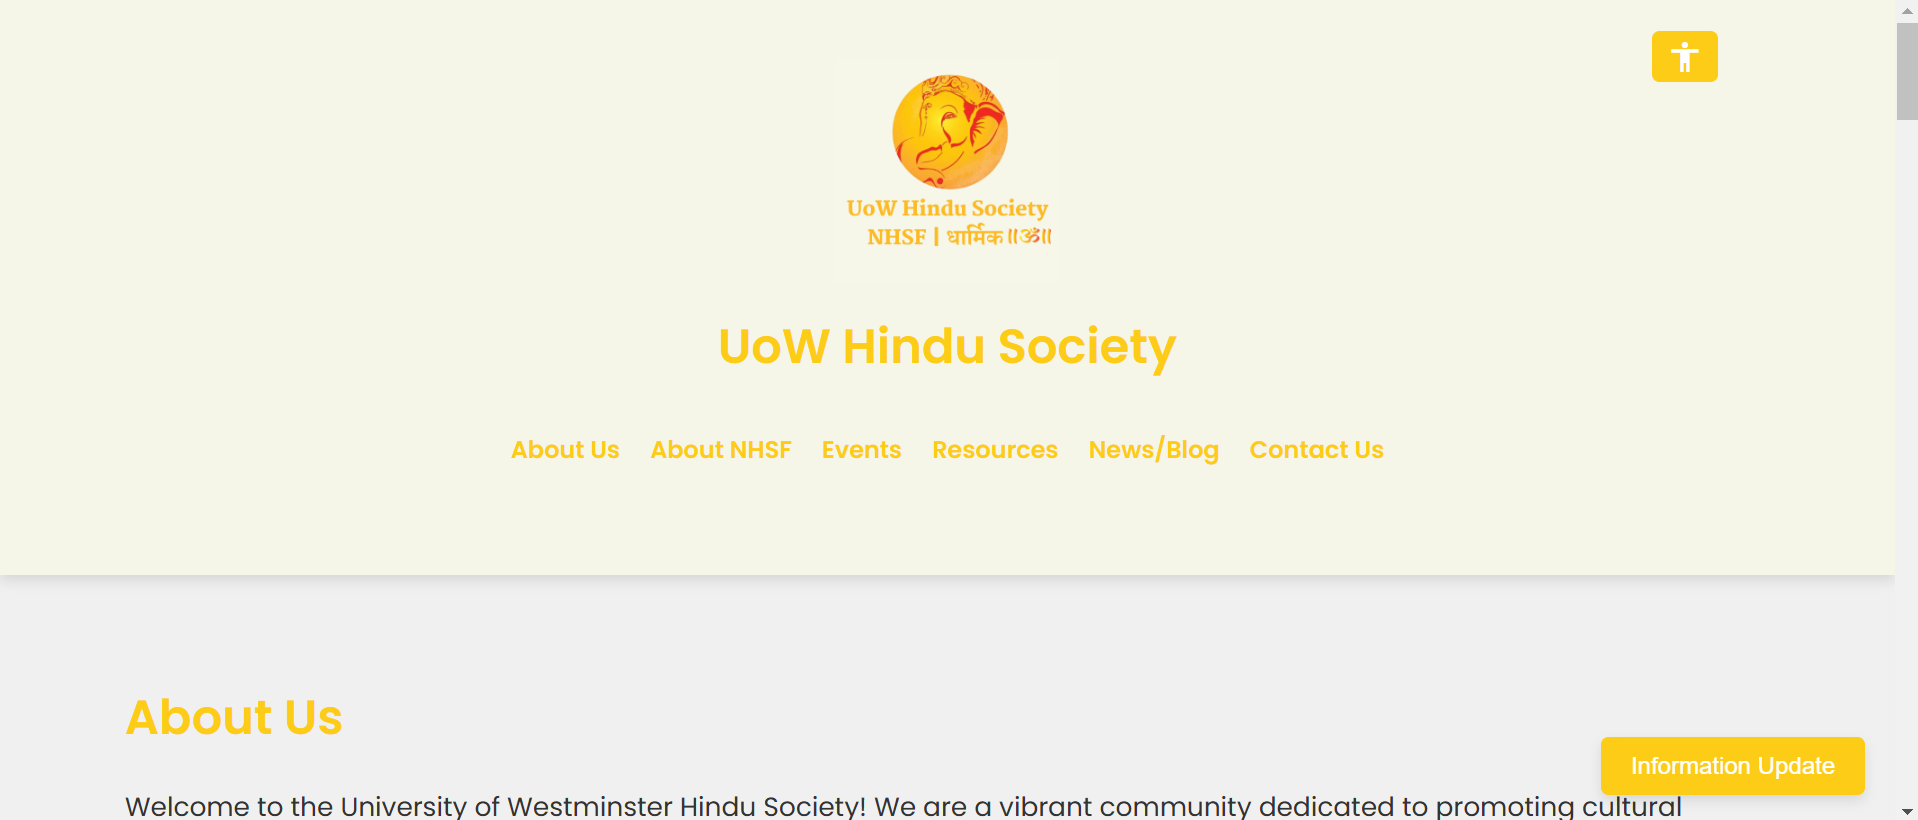 UoW Hindu Society
NHSF | धार्मिक॥ॐ॥
UoW Hindu Society
About Us About NHSF Events Resources News/Blog Contact Us
About Us
Information Update
Welcome to the University of Westminster Hindu Society! We are a vibrant community dedicated to promoting cultural